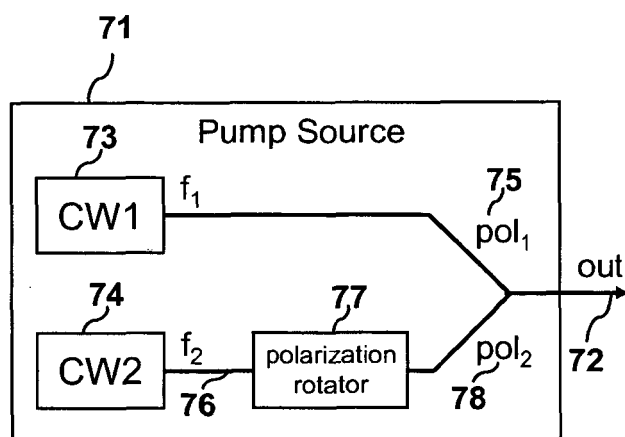 71
Pump Source
73
CW1
f₁
75
pol₁
out
72
74
CW2
f₂
76
77
polarization
rotator
pol₂
78